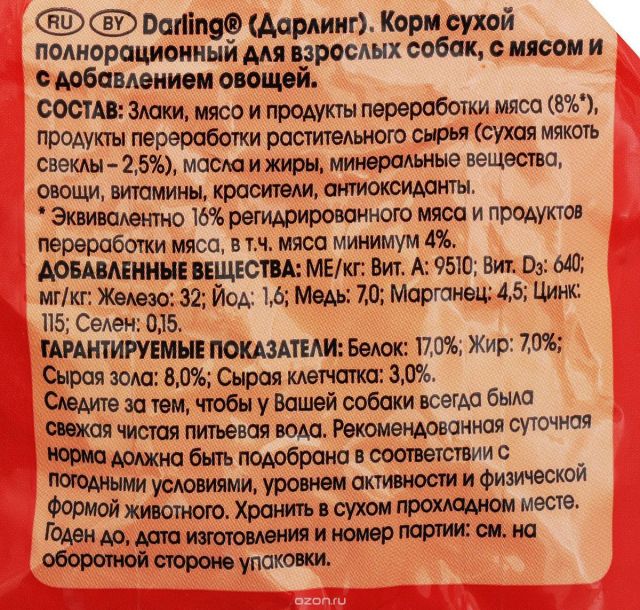 RU BY Darling® (Дарлинг). Корм сухой
полнорационный для взрослых собак, с мясом и
с добавлением овощей.
СОСТАВ: Злаки, мясо и продукты переработки мяса (8%*),
продукты переработки растительного сырья (сухая мякоть
свеклы – 2,5%), масла и жиры, минеральные вещества,
овощи, витамины, красители, антиоксиданты.
* Эквивалентно 16% регидрированного мяса и продуктов
переработки мяса, в т.ч. мяса минимум 4%.
ДОБАВЛЕННЫЕ ВЕЩЕСТВА: МЕ/кг: Вит. А: 9510; Вит. D3: 640;
мг/кг: Железо: 32; Йод: 1,6; Медь: 7,0; Марганец: 4,5; Цинк:
115; Селен: 0,15.
ГАРАНТИРУЕМЫЕ ПОКАЗАТЕЛИ: Белок: 17,0%; Жир: 7,0%;
Сырая зола: 8,0%; Сырая клетчатка: 3,0%.
Следите за тем, чтобы у Вашей собаки всегда была
свежая чистая питьевая вода. Рекомендованная суточная
норма должна быть подобрана в соответствии с
погодными условиями, уровнем активности и физической
формой животного. Хранить в сухом прохладном месте.
Годен до, дата изготовления и номер партии: см. на
оборотной стороне упаковки.
ozon.ru